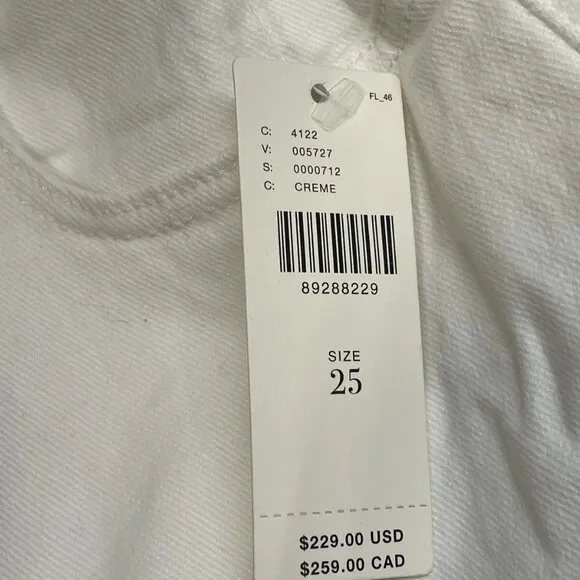 FL_46
C: 4122
V: 005727
S: 0000712
C: CREME
89288229
SIZE
25
$229.00 USD
$259.00 CAD